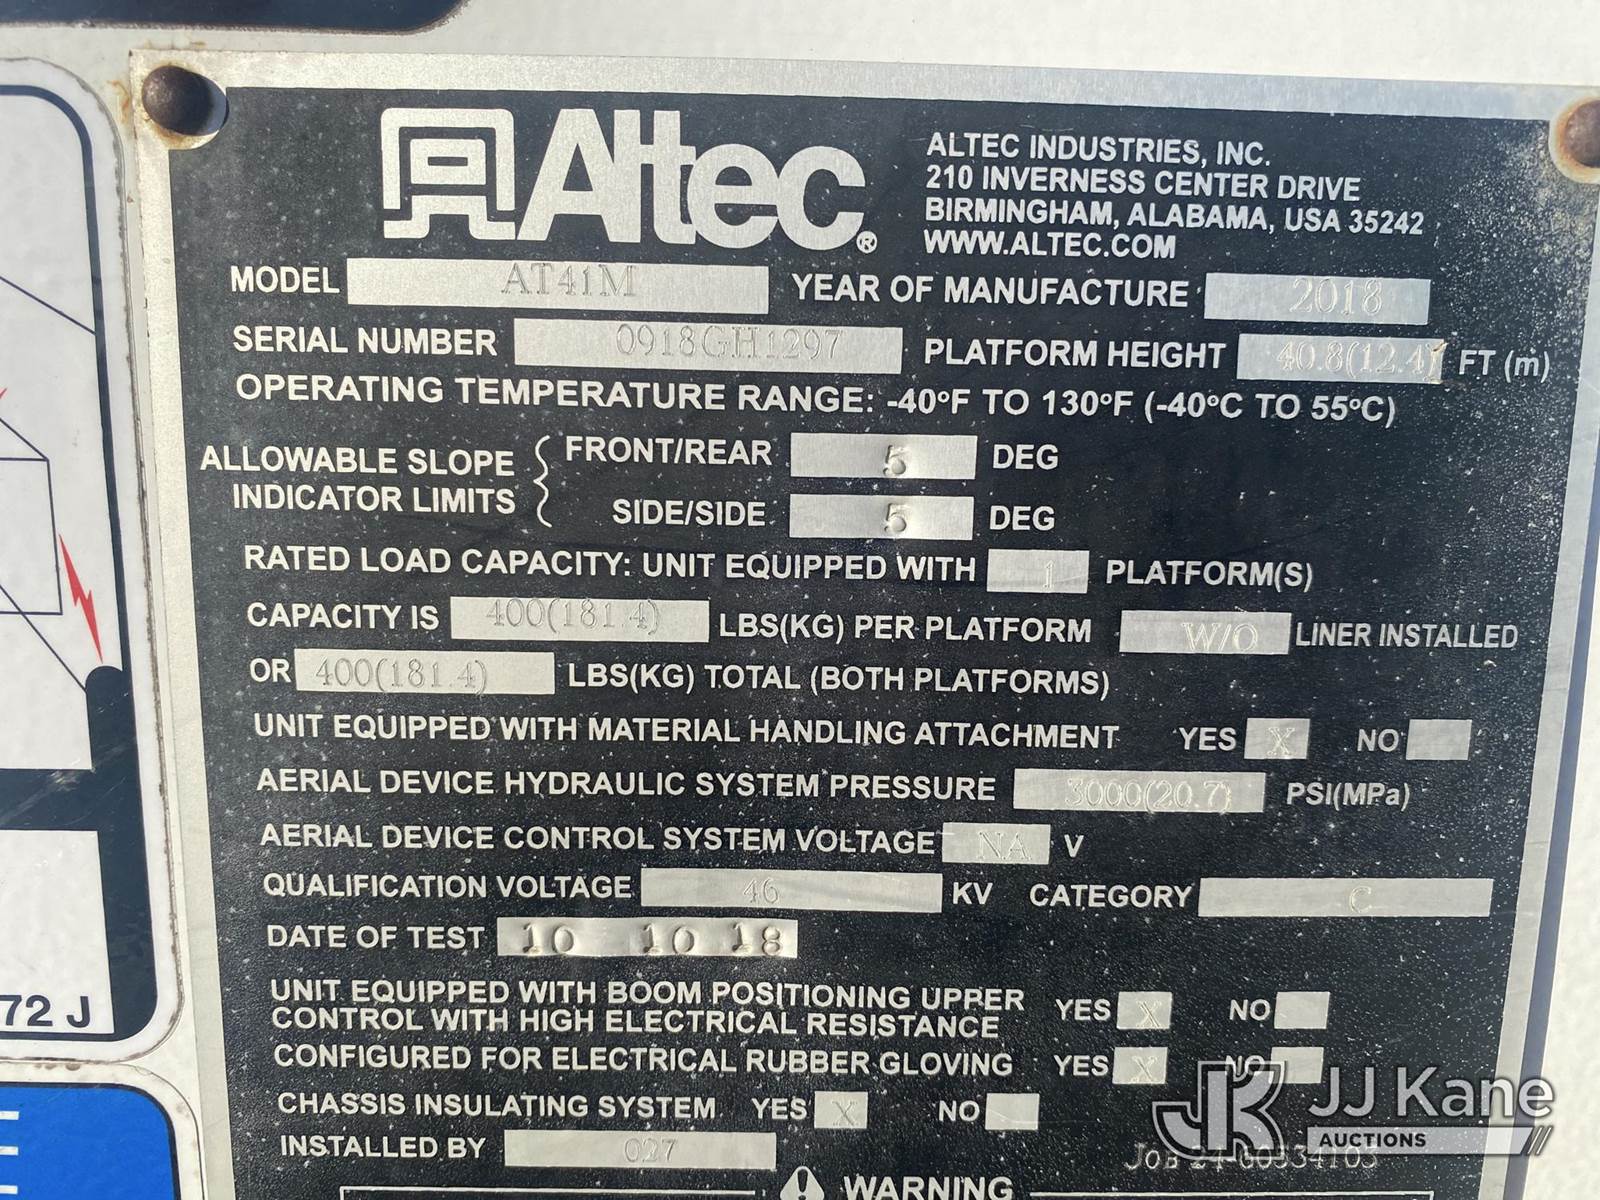 Altec®
ALTEC INDUSTRIES, INC.
210 INVERNESS CENTER DRIVE
BIRMINGHAM, ALABAMA, USA 35242
WWW.ALTEC.COM
MODEL AT41M YEAR OF MANUFACTURE 2018
SERIAL NUMBER 0918GH1297 PLATFORM HEIGHT 40.8(12.4) FT (m)
OPERATING TEMPERATURE RANGE: -40°F TO 130°F (-40°C TO 55°C)
ALLOWABLE SLOPE INDICATOR LIMITS { FRONT/REAR 5 DEG
SIDE/SIDE 5 DEG
RATED LOAD CAPACITY: UNIT EQUIPPED WITH 1 PLATFORM(S)
CAPACITY IS 400(181.4) LBS(KG) PER PLATFORM W/O LINER INSTALLED
OR 400(181.4) LBS(KG) TOTAL (BOTH PLATFORMS)
UNIT EQUIPPED WITH MATERIAL HANDLING ATTACHMENT YES X NO
AERIAL DEVICE HYDRAULIC SYSTEM PRESSURE 3000(20.7) PSI(MPa)
AERIAL DEVICE CONTROL SYSTEM VOLTAGE NA V
QUALIFICATION VOLTAGE 46 KV CATEGORY C
DATE OF TEST 10 10 18
UNIT EQUIPPED WITH BOOM POSITIONING UPPER
CONTROL WITH HIGH ELECTRICAL RESISTANCE YES X NO
CONFIGURED FOR ELECTRICAL RUBBER GLOVING YES X NO
CHASSIS INSULATING SYSTEM YES X NO
INSTALLED BY 027
WARNING
72 J
JK JJ Kane
AUCTIONS